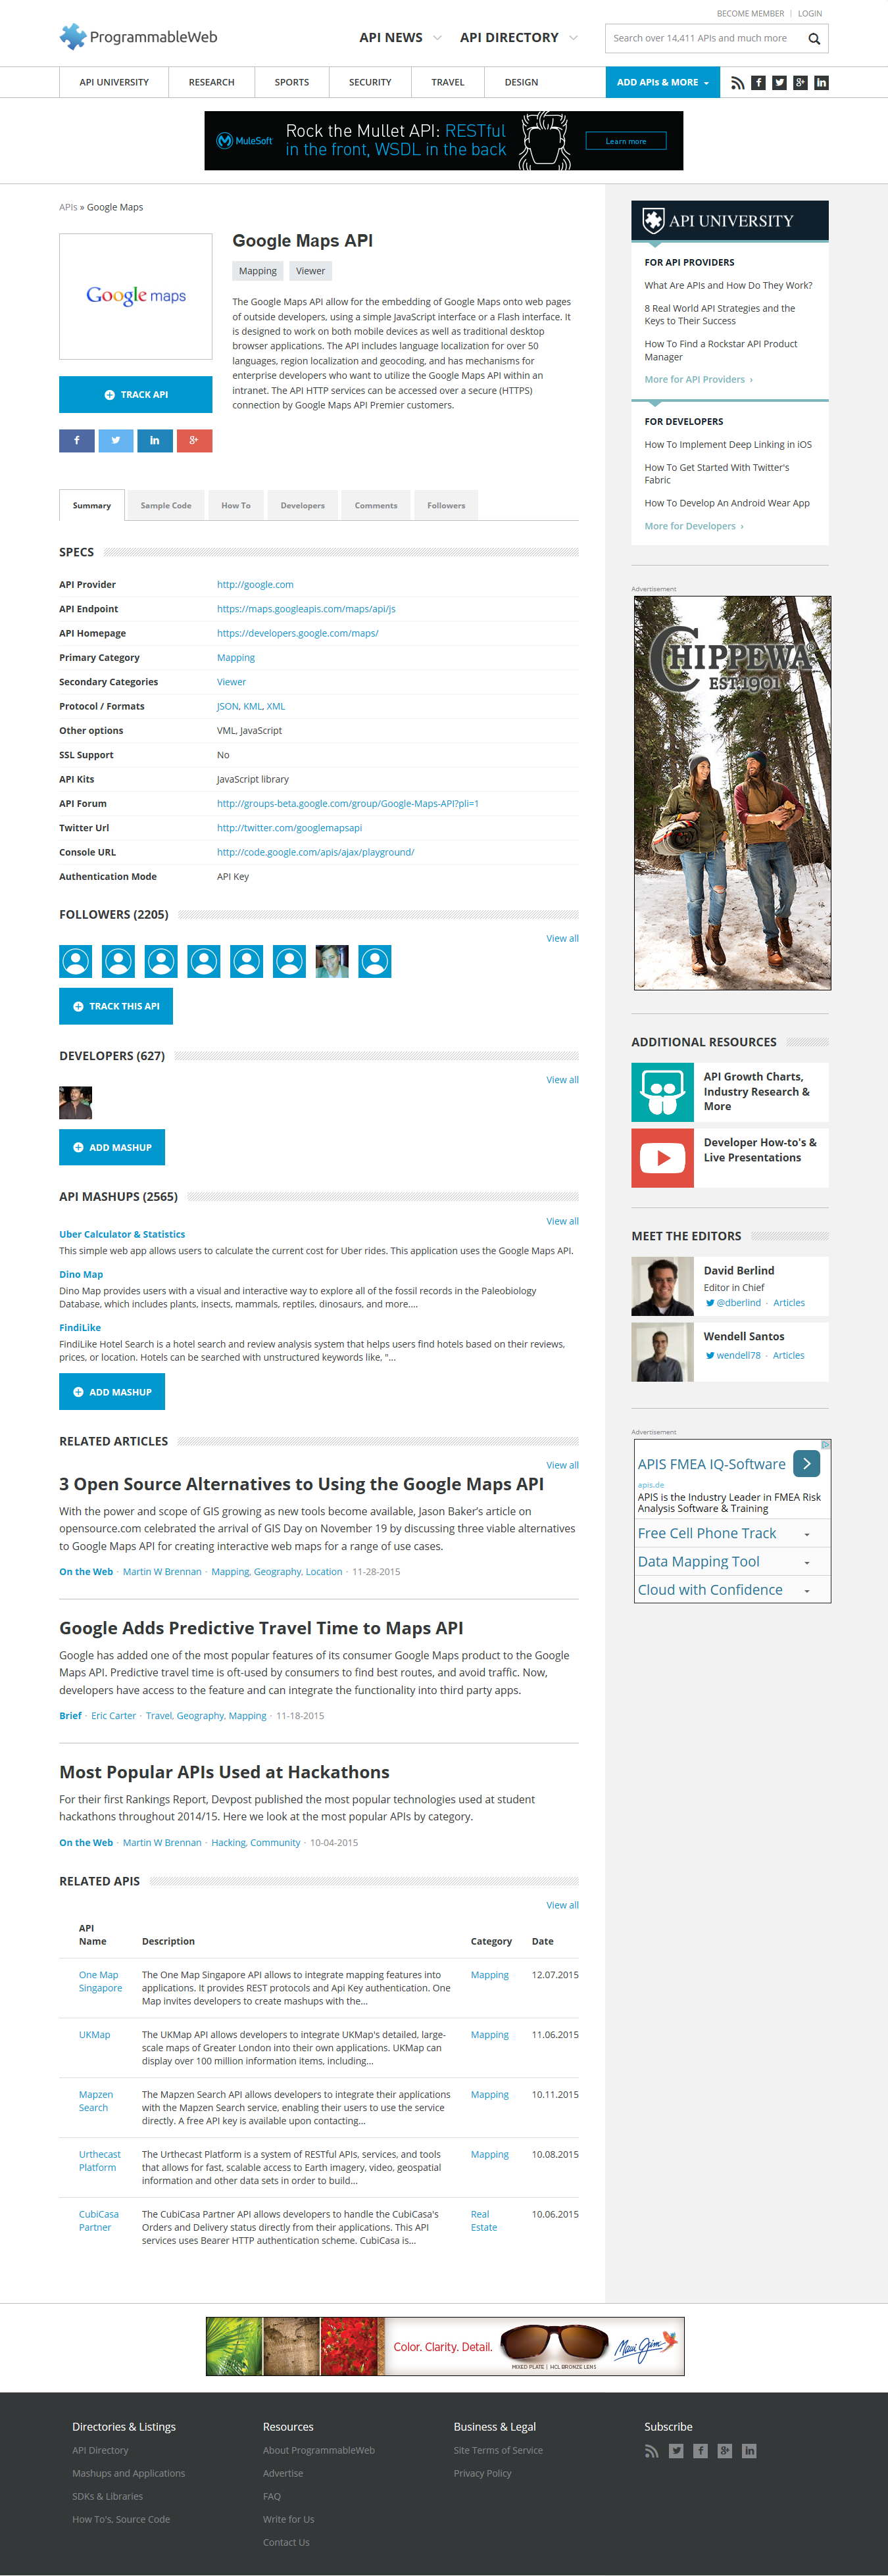 BECOME MEMBER | LOGIN
ProgrammableWeb
API NEWS
API DIRECTORY
Search over 14,411 APIs and much more
API UNIVERSITY
RESEARCH
SPORTS
SECURITY
TRAVEL
DESIGN
ADD APIs & MORE
MuleSoft
Rock the Mullet API: RESTful
in the front, WSDL in the back
Learn more
APIs » Google Maps
Google maps
TRACK API
Google Maps API
Mapping
Viewer
The Google Maps API allow for the embedding of Google Maps onto web pages
of outside developers, using a simple JavaScript interface or a Flash interface. It
is designed to work on both mobile devices as well as traditional desktop
browser applications. The API includes language localization for over 50
languages, region localization and geocoding, and has mechanisms for
enterprise developers who want to utilize the Google Maps API within an
intranet. The API HTTP services can be accessed over a secure (HTTPS)
connection by Google Maps API Premier customers.
Summary
Sample Code
How To
Developers
Comments
Followers
SPECS
API Provider http://google.com
API Endpoint https://maps.googleapis.com/maps/api/js
API Homepage https://developers.google.com/maps/
Primary Category Mapping
Secondary Categories Viewer
Protocol / Formats JSON, KML, XML
Other options VML, JavaScript
SSL Support No
API Kits JavaScript library
API Forum http://groups-beta.google.com/group/Google-Maps-API?pli=1
Twitter Url http://twitter.com/googlemapsapi
Console URL http://code.google.com/apis/ajax/playground/
Authentication Mode API Key
FOLLOWERS (2205)
View all
TRACK THIS API
DEVELOPERS (627)
View all
ADD MASHUP
API MASHUPS (2565)
View all
Uber Calculator & Statistics
This simple web app allows users to calculate the current cost for Uber rides. This application uses the Google Maps API.
Dino Map
Dino Map provides users with a visual and interactive way to explore all of the fossil records in the Paleobiology
Database, which includes plants, insects, mammals, reptiles, dinosaurs, and more....
FindiLike
FindiLike Hotel Search is a hotel search and review analysis system that helps users find hotels based on their reviews,
prices, or location. Hotels can be searched with unstructured keywords like, "...
ADD MASHUP
RELATED ARTICLES
View all
3 Open Source Alternatives to Using the Google Maps API
With the power and scope of GIS growing as new tools become available, Jason Baker's article on
opensource.com celebrated the arrival of GIS Day on November 19 by discussing three viable alternatives
to Google Maps API for creating interactive web maps for a range of use cases.
On the Web · Martin W Brennan · Mapping, Geography, Location · 11-28-2015
Google Adds Predictive Travel Time to Maps API
Google has added one of the most popular features of its consumer Google Maps product to the Google
Maps API. Predictive travel time is oft-used by consumers to find best routes, and avoid traffic. Now,
developers have access to the feature and can integrate the functionality into third party apps.
Brief · Eric Carter · Travel, Geography, Mapping · 11-18-2015
Most Popular APIs Used at Hackathons
For their first Rankings Report, Devpost published the most popular technologies used at student
hackathons throughout 2014/15. Here we look at the most popular APIs by category.
On the Web · Martin W Brennan · Hacking, Community · 10-04-2015
RELATED APIS
View all
API
Name Description Category Date
One Map The One Map Singapore API allows to integrate mapping features into Mapping 12.07.2015
Singapore applications. It provides REST protocols and Api Key authentication. One
Map invites developers to create mashups with the...
UKMap The UKMap API allows developers to integrate UKMap's detailed, large- Mapping 11.06.2015
scale maps of Greater London into their own applications. UKMap can
display over 100 million information items, including...
Mapzen The Mapzen Search API allows developers to integrate their applications Mapping 10.11.2015
Search with the Mapzen Search service, enabling their users to use the service
directly. A free API key is available upon contacting...
Urthecast The Urthecast Platform is a system of RESTful APIs, services, and tools Mapping 10.08.2015
Platform that allows for fast, scalable access to Earth imagery, video, geospatial
information and other data sets in order to build...
CubiCasa The CubiCasa Partner API allows developers to handle the CubiCasa's Real 10.06.2015
Partner Orders and Delivery status directly from their applications. This API Estate
services uses Bearer HTTP authentication scheme. CubiCasa is...
API UNIVERSITY
FOR API PROVIDERS
What Are APIs and How Do They Work?
8 Real World API Strategies and the
Keys to Their Success
How To Find a Rockstar API Product
Manager
More for API Providers ›
FOR DEVELOPERS
How To Implement Deep Linking in iOS
How To Get Started With Twitter's
Fabric
How To Develop An Android Wear App
More for Developers ›
Advertisement
CHIPPEWA
EST.1901
ADDITIONAL RESOURCES
API Growth Charts,
Industry Research &
More
Developer How-to's &
Live Presentations
MEET THE EDITORS
David Berlind
Editor in Chief
@dberlind · Articles
Wendell Santos
wendell78 · Articles
Advertisement
APIS FMEA IQ-Software
apis.de
APIS is the Industry Leader in FMEA Risk
Analysis Software & Training
Free Cell Phone Track
Data Mapping Tool
Cloud with Confidence
Color. Clarity. Detail.
MIXED PLATE | HCL BRONZE LENS
Maui Jim
Directories & Listings
API Directory
Mashups and Applications
SDKs & Libraries
How To's, Source Code
Resources
About ProgrammableWeb
Advertise
FAQ
Write for Us
Contact Us
Business & Legal
Site Terms of Service
Privacy Policy
Subscribe